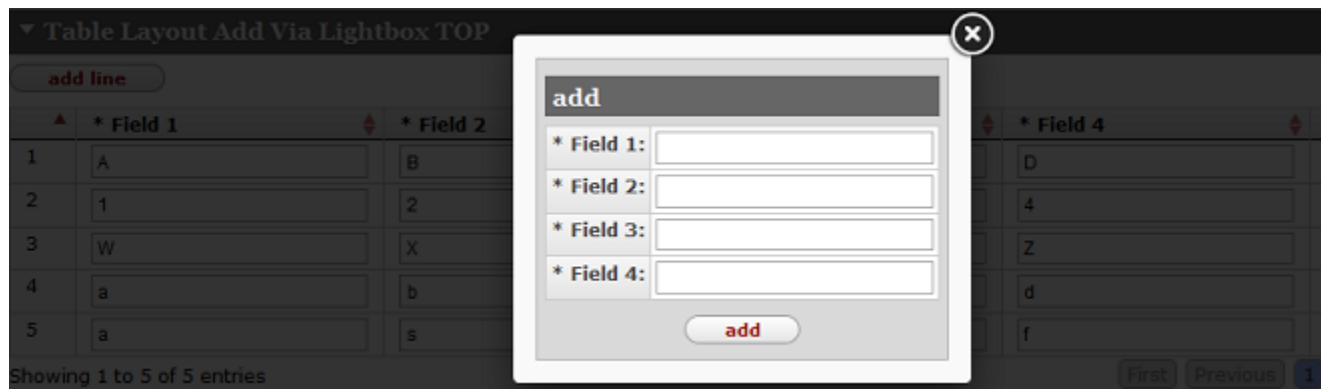 ▼ Table Layout Add Via Lightbox TOP
add line
* Field 1 * Field 2 * Field 4
1 A B D
2 1 2 4
3 W X Z
4 a b d
5 a s f
Showing 1 to 5 of 5 entries First Previous 1
add
* Field 1:
* Field 2:
* Field 3:
* Field 4:
add